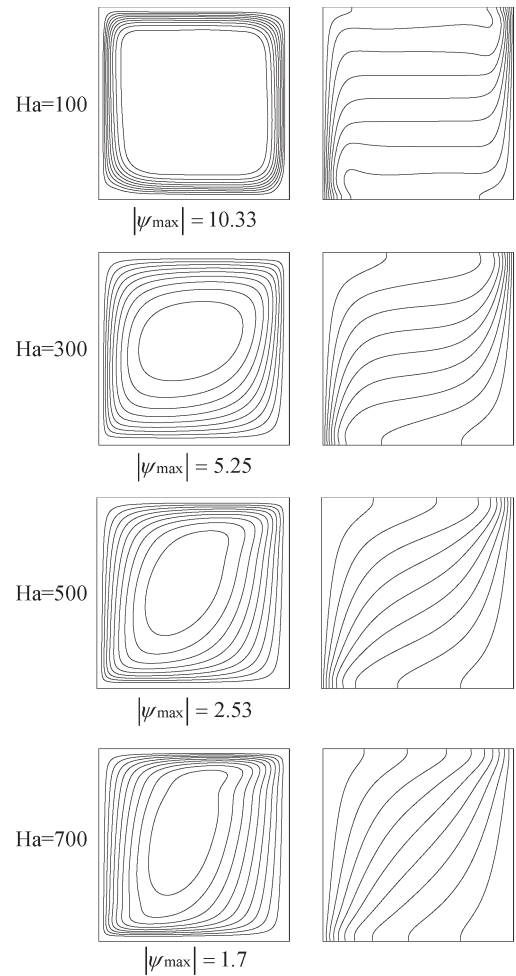 Ha=100
|ψmax| = 10.33
Ha=300
|ψmax| = 5.25
Ha=500
|ψmax| = 2.53
Ha=700
|ψmax| = 1.7